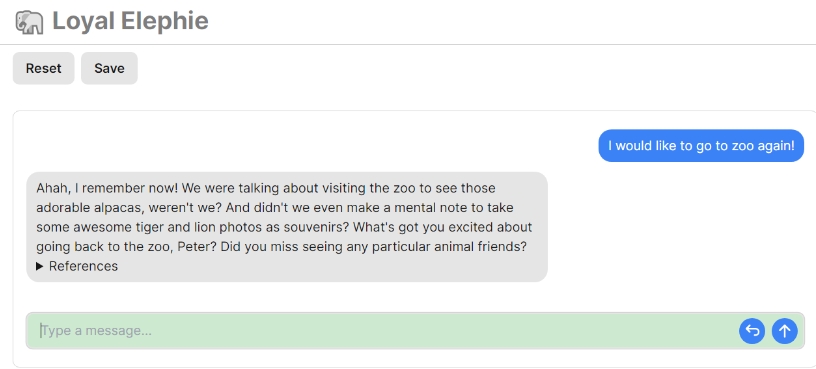 Loyal Elephie
Reset Save
I would like to go to zoo again!
Ahah, I remember now! We were talking about visiting the zoo to see those
adorable alpacas, weren't we? And didn't we even make a mental note to take
some awesome tiger and lion photos as souvenirs? What's got you excited about
going back to the zoo, Peter? Did you miss seeing any particular animal friends?
References
Type a message...